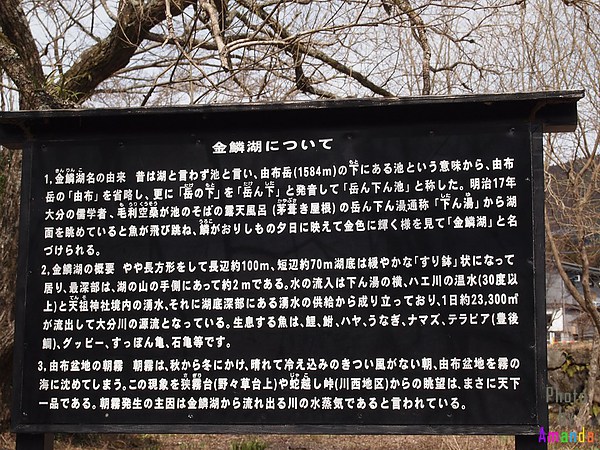 金鱗湖について
1,金鱗湖名の由来 昔は湖と言わず池と言い、由布岳(1584m)の下にある池という意味から、由布
岳の「由布」を省略し、更に「岳の下」を「岳ん下」と発音して「岳ん下ん池」と称した。明治17年
大分の儒学者、毛利空桑が池のそばの露天風呂(茅葺き屋根)の岳ん下ん湯通称「下ん湯」から湖
面を眺めていると魚が飛び跳ね、鱗がおりしもの夕日に映えて金色に輝く様を見て「金鱗湖」と名
づけられる。
2,金鱗湖の概要 やや長方形をして長辺約100m、短辺約70m湖底は緩やかな「すり鉢」状になって
居り、最深部は、湖の山の手側にあって約2mである。水の流入は下ん湯の横、ハエ川の温水(30度以
上)と天祖神社境内の湧水、それに湖底深部にある湧水の供給から成り立っており、1日約23,300㎥
が流出して大分川の源流となっている。生息する魚は、鯉、鮒、ハヤ、うなぎ、ナマズ、テラピア(豊後
鯛)、グッピー、すっぽん亀、石亀等です。
3,由布盆地の朝霧 朝霧は、秋から冬にかけ、晴れて冷え込みのきつい風がない朝、由布盆地を霧の
海に沈めてしまう。この現象を狭霧台(野々草台上)や蛇越し峠(川西地区)からの眺望は、まさに天下
一品である。朝霧発生の主因は金鱗湖から流れ出る川の水蒸気であると言われている。
Photo
by
Amanda